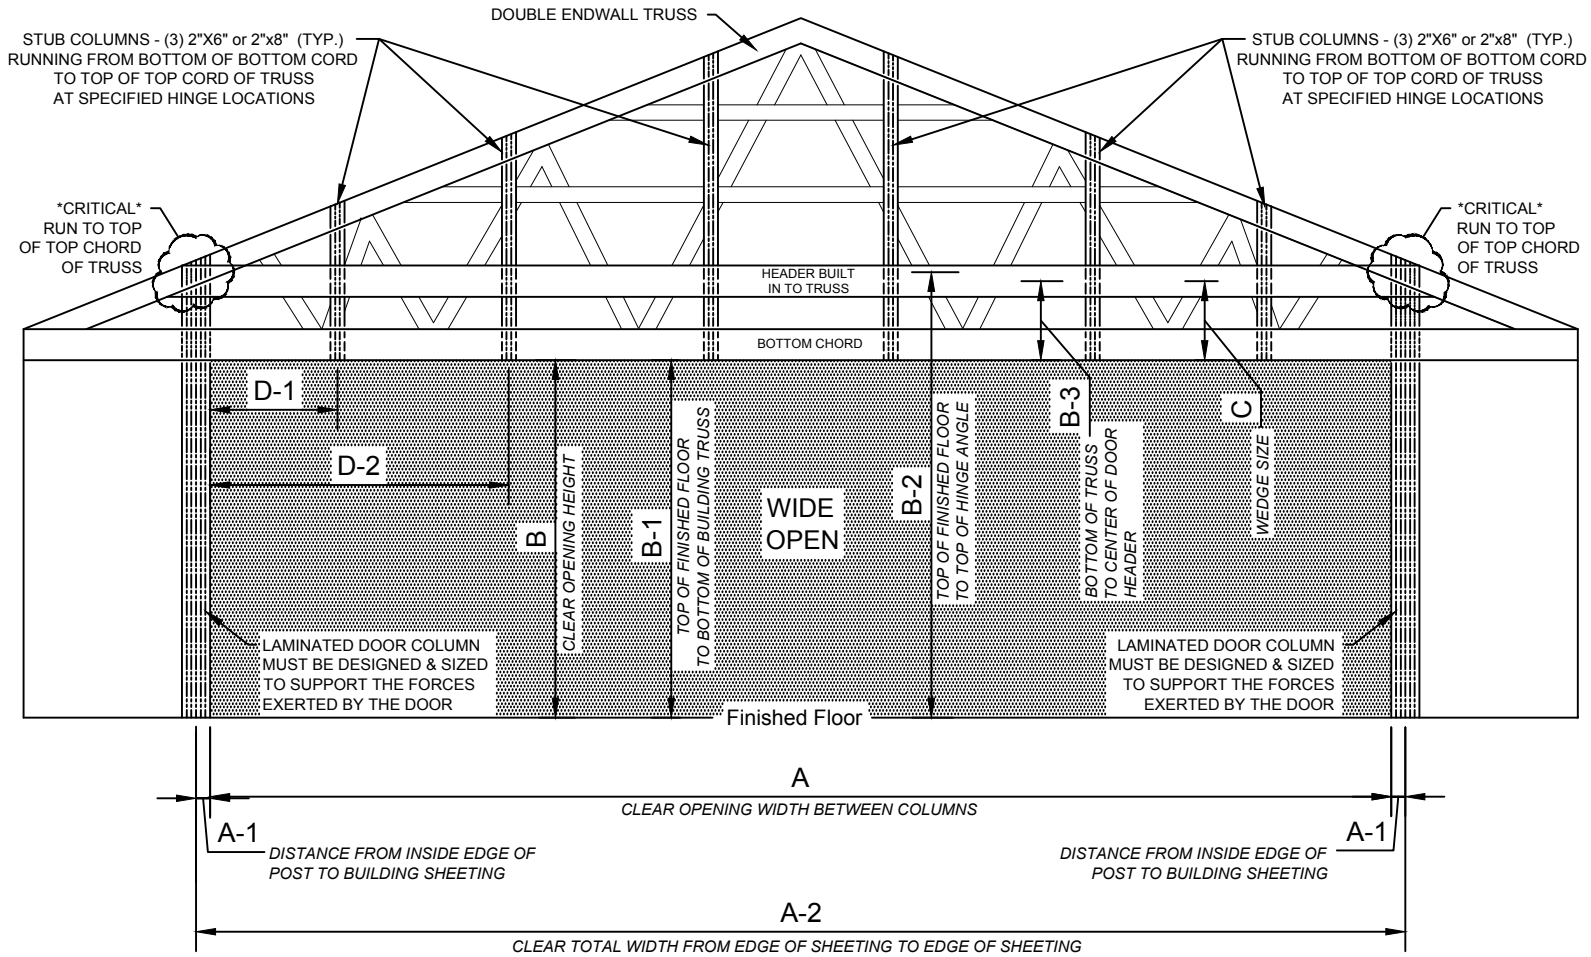 DOUBLE ENDWALL TRUSS
STUB COLUMNS - (3) 2"X6" or 2"x8" (TYP.)
RUNNING FROM BOTTOM OF BOTTOM CORD
TO TOP OF TOP CORD OF TRUSS
AT SPECIFIED HINGE LOCATIONS
STUB COLUMNS - (3) 2"X6" or 2"x8" (TYP.)
RUNNING FROM BOTTOM OF BOTTOM CORD
TO TOP OF TOP CORD OF TRUSS
AT SPECIFIED HINGE LOCATIONS
*CRITICAL*
RUN TO TOP
OF TOP CHORD
OF TRUSS
*CRITICAL*
RUN TO TOP
OF TOP CHORD
OF TRUSS
HEADER BUILT
IN TO TRUSS
BOTTOM CHORD
D-1
D-2
B
CLEAR OPENING HEIGHT
B-1
TOP OF FINISHED FLOOR
TO BOTTOM OF BUILDING TRUSS
WIDE
OPEN
B-2
TOP OF FINISHED FLOOR
TO TOP OF HINGE ANGLE
B-3
BOTTOM OF TRUSS
TO CENTER OF DOOR
HEADER
C
WEDGE SIZE
LAMINATED DOOR COLUMN
MUST BE DESIGNED & SIZED
TO SUPPORT THE FORCES
EXERTED BY THE DOOR
LAMINATED DOOR COLUMN
MUST BE DESIGNED & SIZED
TO SUPPORT THE FORCES
EXERTED BY THE DOOR
Finished Floor
A
CLEAR OPENING WIDTH BETWEEN COLUMNS
A-1
DISTANCE FROM INSIDE EDGE OF
POST TO BUILDING SHEETING
A-1
DISTANCE FROM INSIDE EDGE OF
POST TO BUILDING SHEETING
A-2
CLEAR TOTAL WIDTH FROM EDGE OF SHEETING TO EDGE OF SHEETING